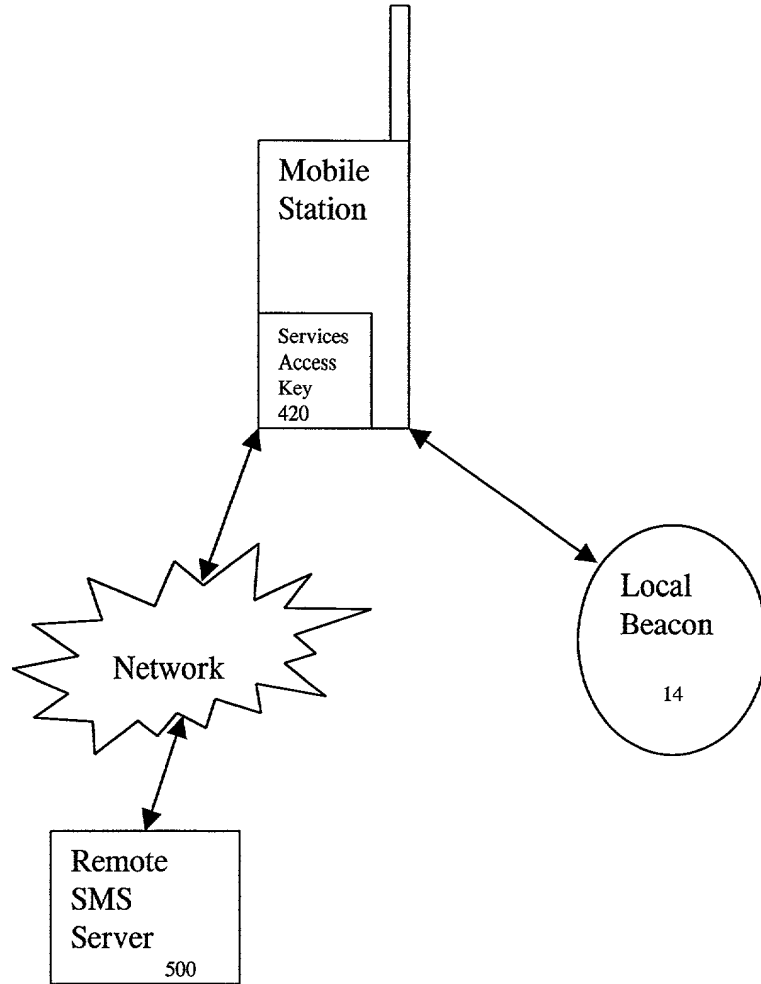 Mobile
Station
Services
Access
Key
420
Local
Beacon
14
Network
Remote
SMS
Server
500